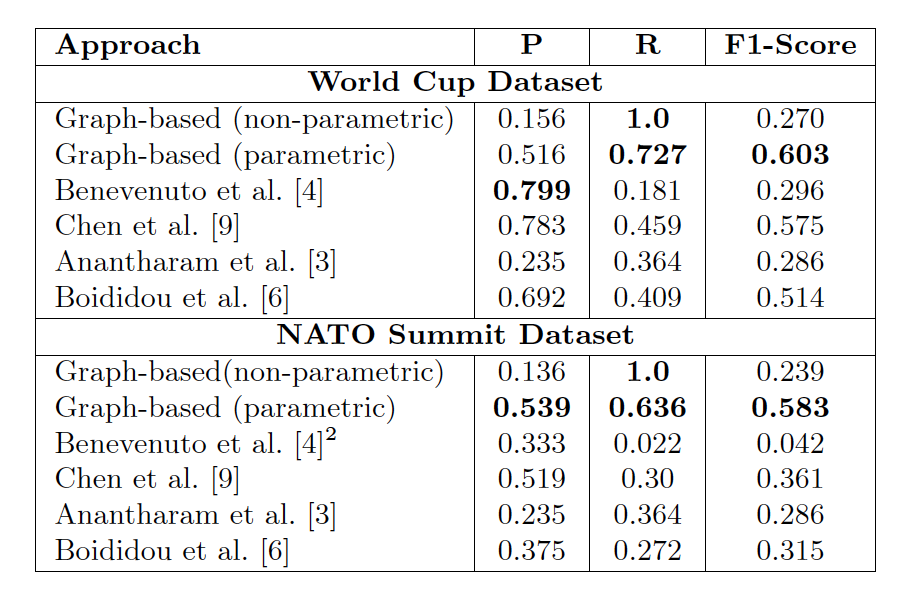 Approach P R F1-Score
World Cup Dataset
Graph-based (non-parametric) 0.156 1.0 0.270
Graph-based (parametric) 0.516 0.727 0.603
Benevenuto et al. [4] 0.799 0.181 0.296
Chen et al. [9] 0.783 0.459 0.575
Anantharam et al. [3] 0.235 0.364 0.286
Boididou et al. [6] 0.692 0.409 0.514
NATO Summit Dataset
Graph-based(non-parametric) 0.136 1.0 0.239
Graph-based (parametric) 0.539 0.636 0.583
Benevenuto et al. [4]² 0.333 0.022 0.042
Chen et al. [9] 0.519 0.30 0.361
Anantharam et al. [3] 0.235 0.364 0.286
Boididou et al. [6] 0.375 0.272 0.315